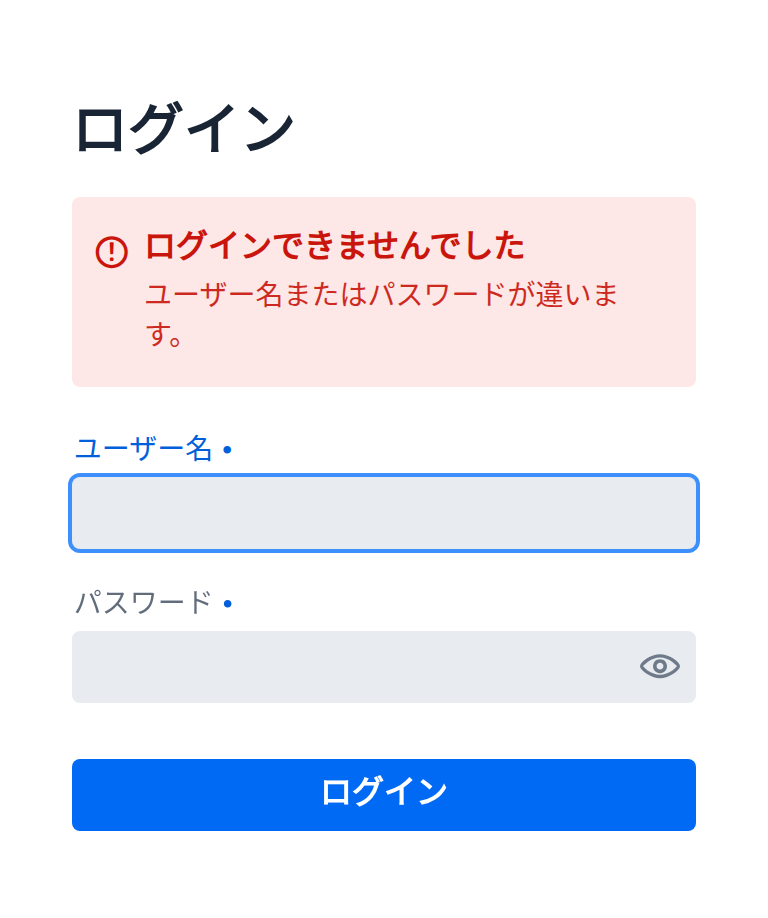 ログイン
ログインできませんでした
ユーザー名またはパスワードが違いま
す。
ユーザー名 •
パスワード •
ログイン